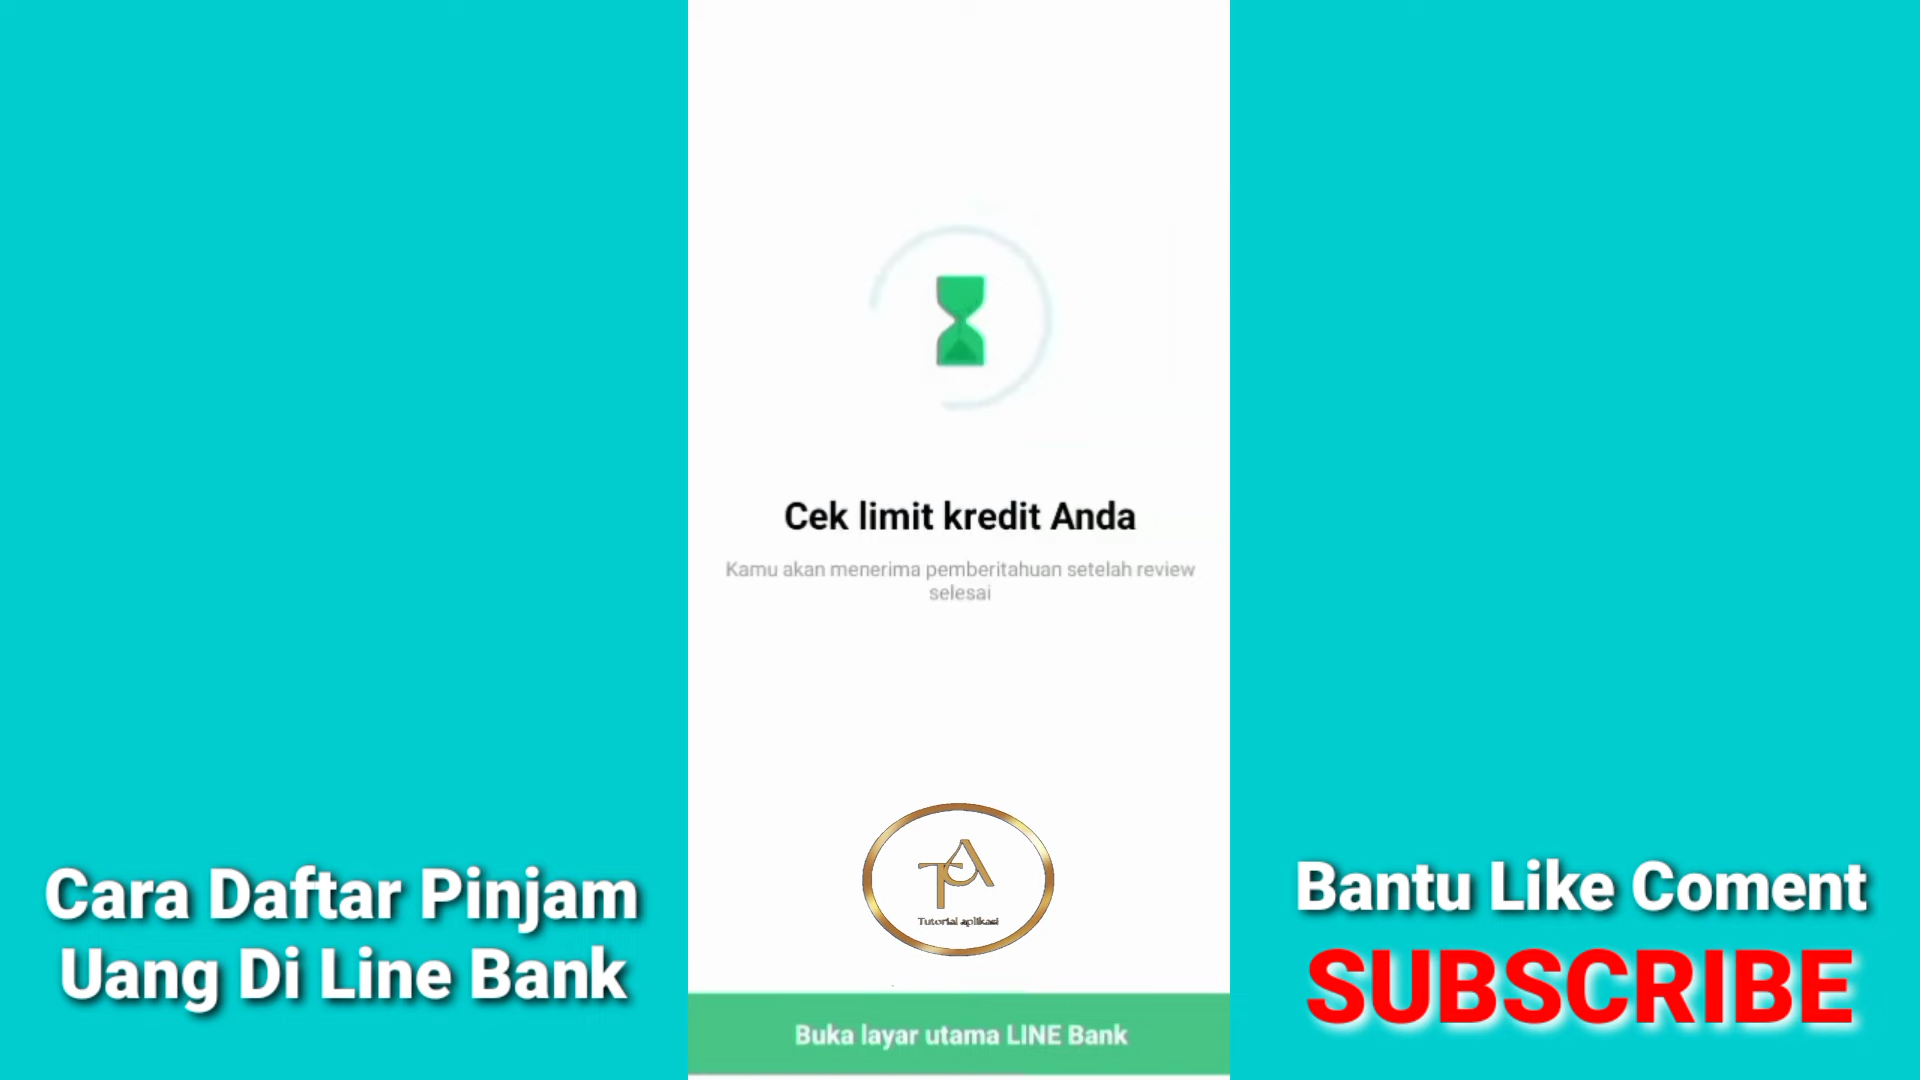 Cek limit kredit Anda
Kamu akan menerima pemberitahuan setelah review
selesai
TA
Tutorial aplikasi
Buka layar utama LINE Bank
Cara Daftar Pinjam
Uang Di Line Bank
Bantu Like Coment
SUBSCRIBE